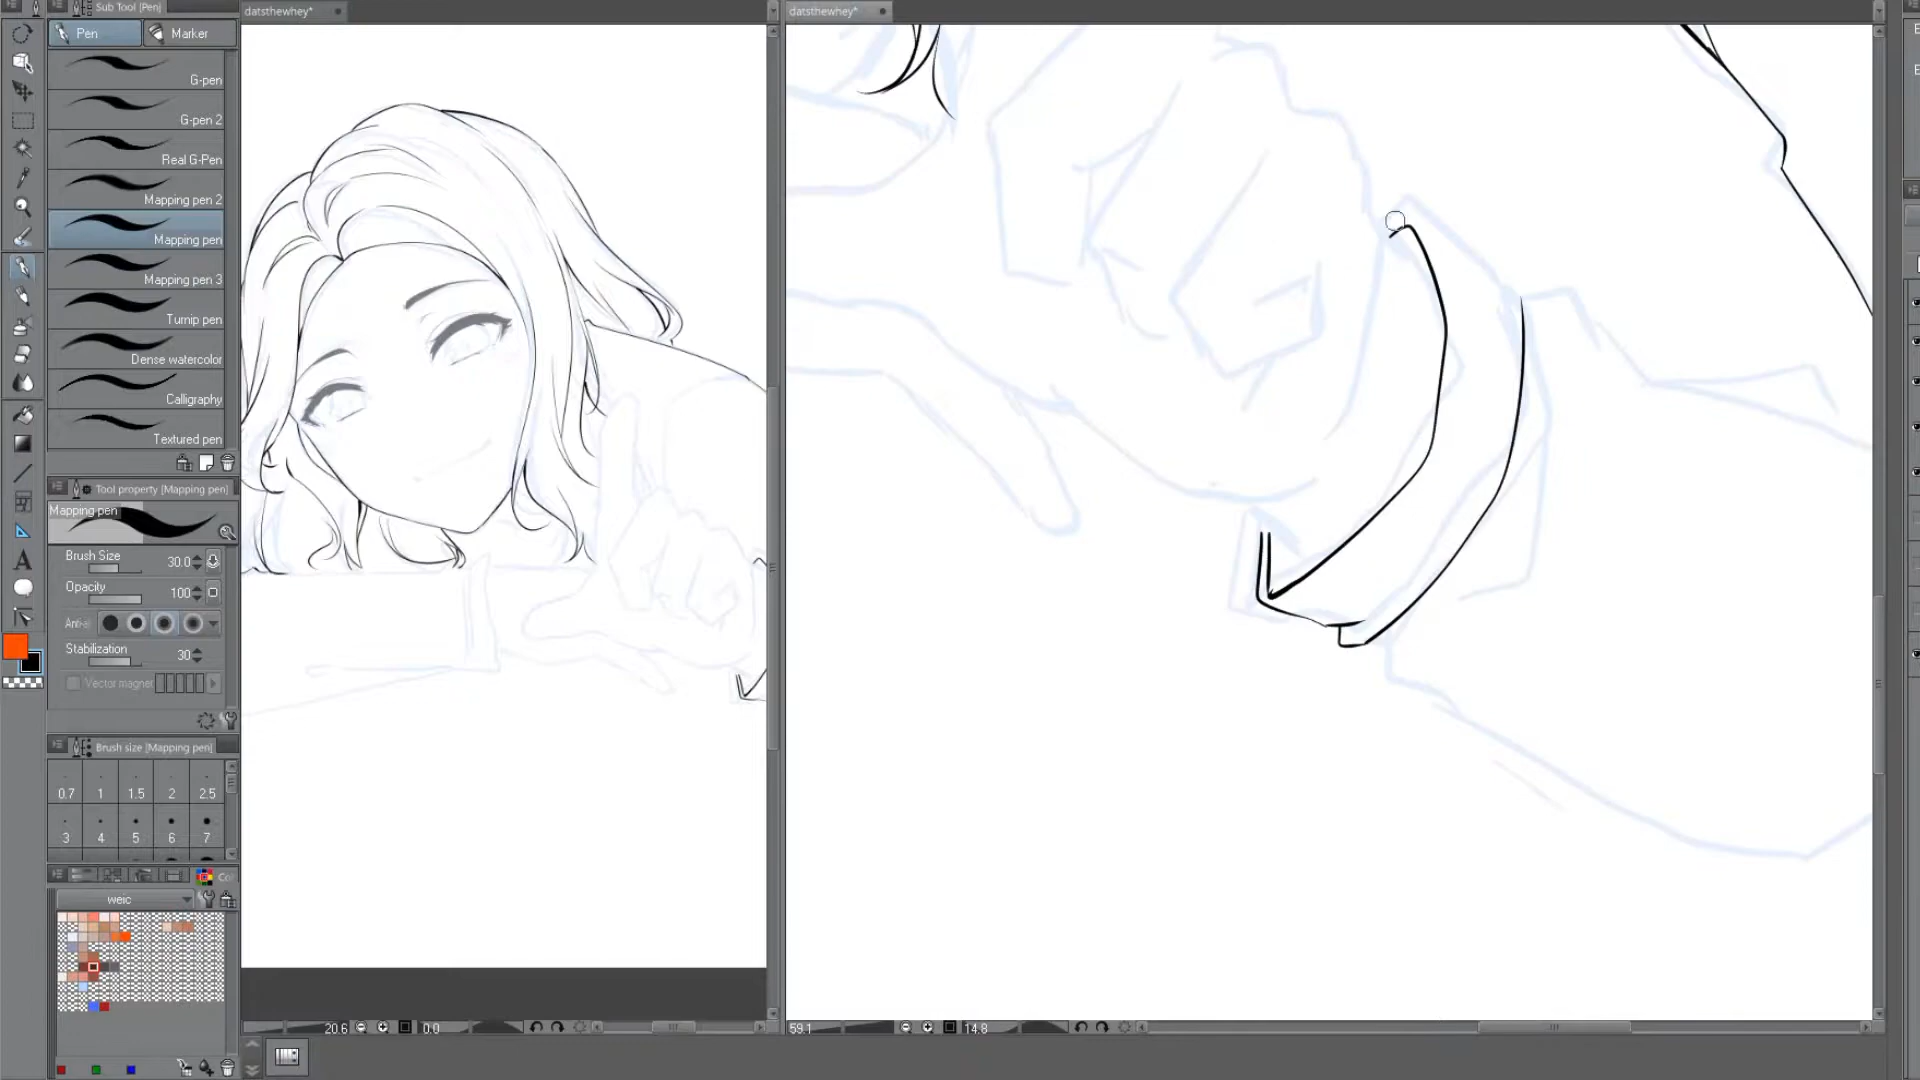 Sub Tool [Pen]
datsthewhey*
datsthewhey*
Pen
Marker
G-pen
G-pen 2
Real G-Pen
Mapping pen 2
Mapping pen
Mapping pen 3
Turnip pen
Dense watercolor
Calligraphy
Textured pen
Tool property [Mapping pen]
Mapping pen
Brush Size
30.0
Opacity
100
Anti-
Stabilization
30
Vector magne
Brush size [Mapping pen]
0.7 1 1.5 2 2.5
3 4 5 6 7
Co
weic
20.6
0.0
59.1
14.8